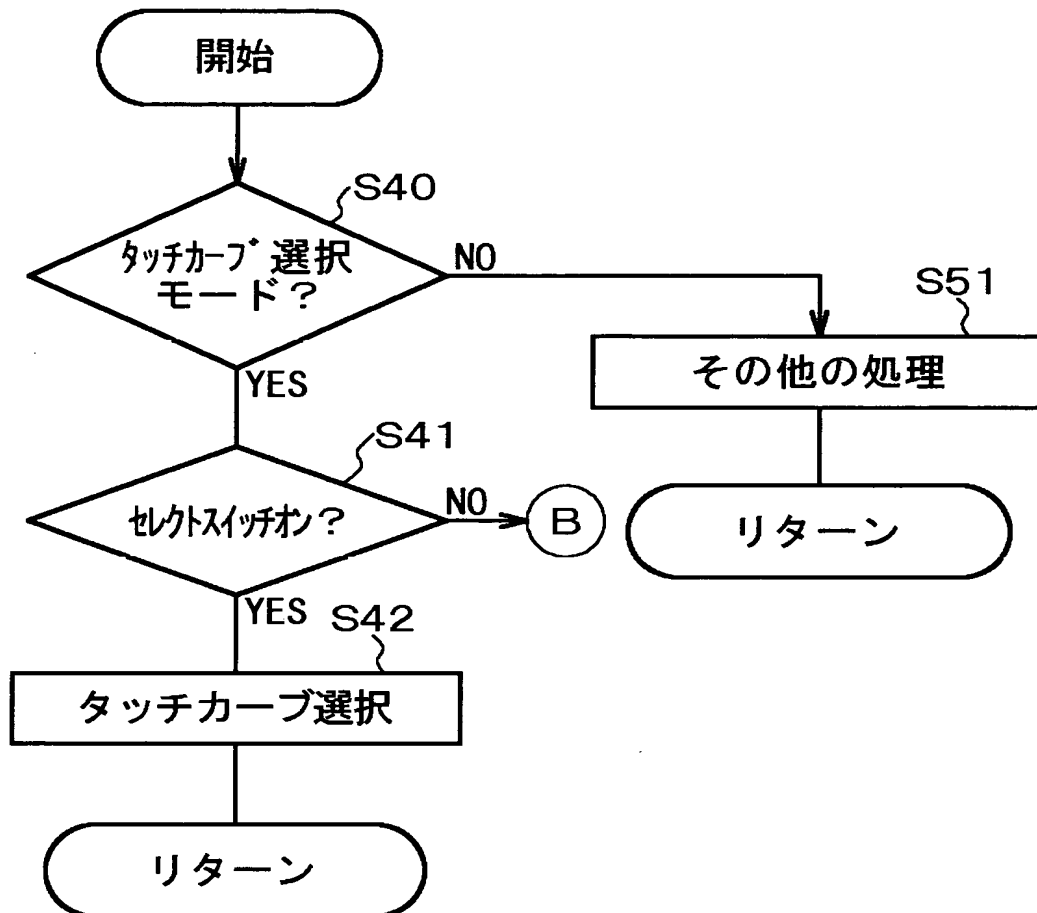 開始
S40
タッチカーブ選択
モード?
NO
YES
S51
その他の処理
リターン
S41
セレクトスイッチオン?
NO
B
YES
S42
タッチカーブ選択
リターン